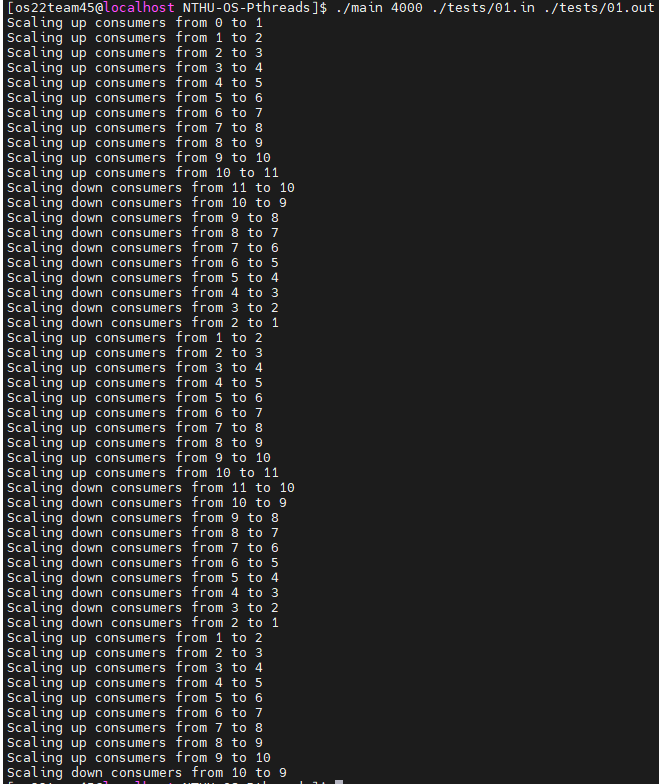 [os22team45@localhost NTHU-OS-Pthreads]$ ./main 4000 ./tests/01.in ./tests/01.out
Scaling up consumers from 0 to 1
Scaling up consumers from 1 to 2
Scaling up consumers from 2 to 3
Scaling up consumers from 3 to 4
Scaling up consumers from 4 to 5
Scaling up consumers from 5 to 6
Scaling up consumers from 6 to 7
Scaling up consumers from 7 to 8
Scaling up consumers from 8 to 9
Scaling up consumers from 9 to 10
Scaling up consumers from 10 to 11
Scaling down consumers from 11 to 10
Scaling down consumers from 10 to 9
Scaling down consumers from 9 to 8
Scaling down consumers from 8 to 7
Scaling down consumers from 7 to 6
Scaling down consumers from 6 to 5
Scaling down consumers from 5 to 4
Scaling down consumers from 4 to 3
Scaling down consumers from 3 to 2
Scaling down consumers from 2 to 1
Scaling up consumers from 1 to 2
Scaling up consumers from 2 to 3
Scaling up consumers from 3 to 4
Scaling up consumers from 4 to 5
Scaling up consumers from 5 to 6
Scaling up consumers from 6 to 7
Scaling up consumers from 7 to 8
Scaling up consumers from 8 to 9
Scaling up consumers from 9 to 10
Scaling up consumers from 10 to 11
Scaling down consumers from 11 to 10
Scaling down consumers from 10 to 9
Scaling down consumers from 9 to 8
Scaling down consumers from 8 to 7
Scaling down consumers from 7 to 6
Scaling down consumers from 6 to 5
Scaling down consumers from 5 to 4
Scaling down consumers from 4 to 3
Scaling down consumers from 3 to 2
Scaling down consumers from 2 to 1
Scaling up consumers from 1 to 2
Scaling up consumers from 2 to 3
Scaling up consumers from 3 to 4
Scaling up consumers from 4 to 5
Scaling up consumers from 5 to 6
Scaling up consumers from 6 to 7
Scaling up consumers from 7 to 8
Scaling up consumers from 8 to 9
Scaling up consumers from 9 to 10
Scaling down consumers from 10 to 9